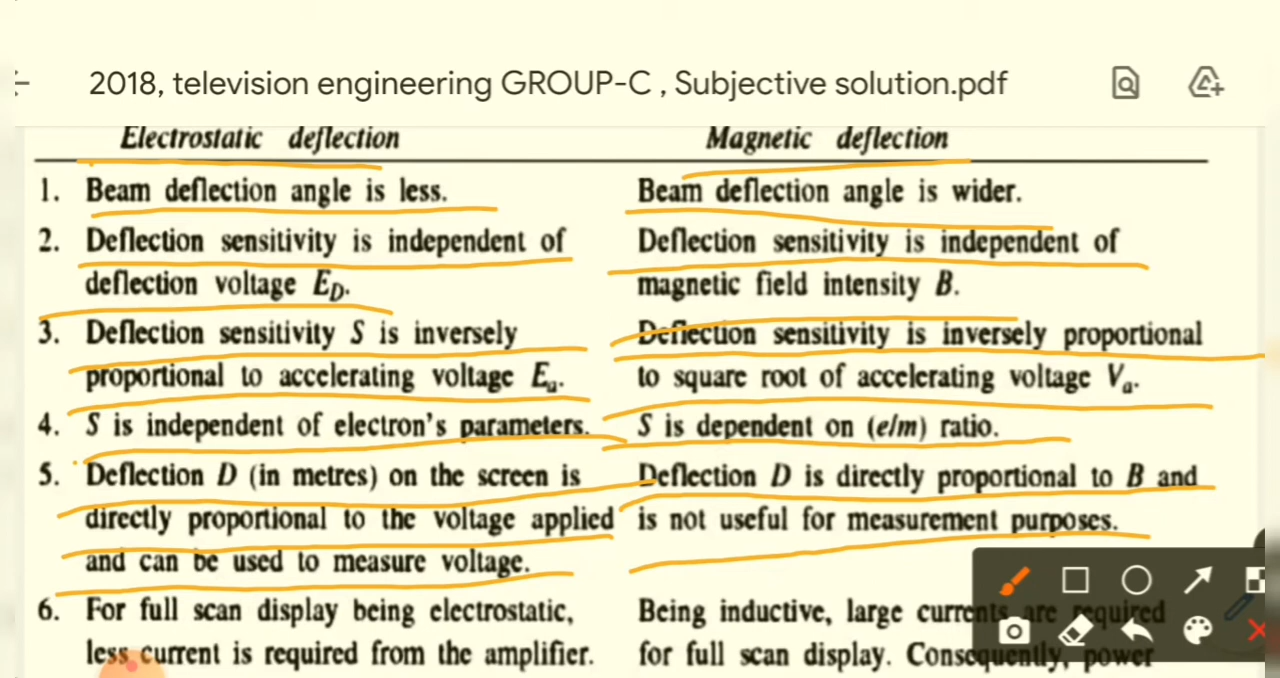 2018, television engineering GROUP-C , Subjective solution.pdf
Electrostatic deflection Magnetic deflection
1. Beam deflection angle is less. Beam deflection angle is wider.
2. Deflection sensitivity is independent of Deflection sensitivity is independent of
deflection voltage E_D. magnetic field intensity B.
3. Deflection sensitivity S is inversely Deflection sensitivity is inversely proportional
proportional to accelerating voltage E_a. to square root of accelerating voltage V_a.
4. S is independent of electron's parameters. S is dependent on (e/m) ratio.
5. Deflection D (in metres) on the screen is Deflection D is directly proportional to B and
directly proportional to the voltage applied is not useful for measurement purposes.
and can be used to measure voltage.
6. For full scan display being electrostatic, Being inductive, large currents are required
less current is required from the amplifier. for full scan display. Consequently, power